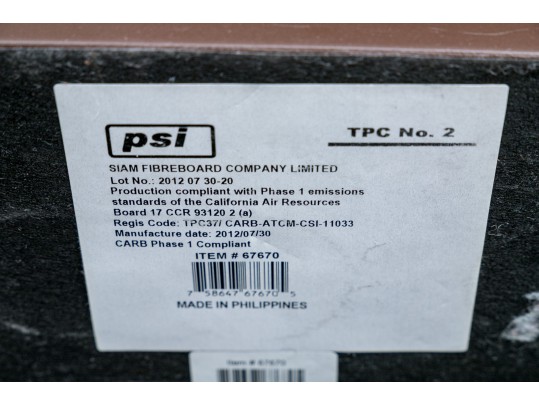 psi
TPC No. 2
SIAM FIBREBOARD COMPANY LIMITED
Lot No.: 2012 07 30-20
Production compliant with Phase 1 emissions
standards of the California Air Resources
Board 17 CCR 93120 2 (a)
Regis Code: TPC37/ CARB-ATCM-CSI-11033
Manufacture date: 2012/07/30
CARB Phase 1 Compliant
ITEM # 67670
7 58647 67670 5
MADE IN PHILIPPINES
Item # 67670